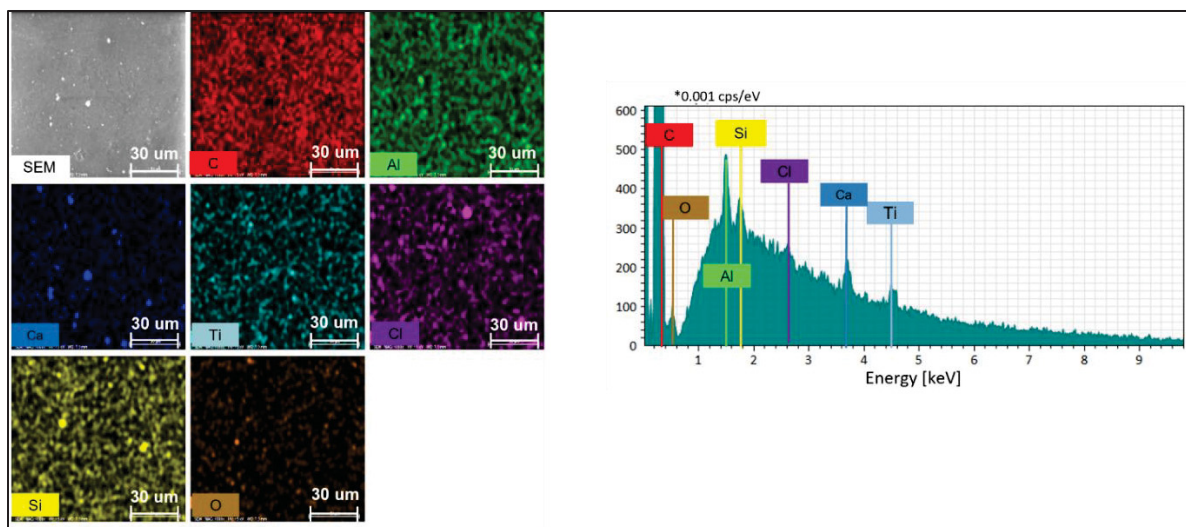 SEM
30 um
C
30 um
Al
30 um
Ca
30 um
Ti
30 um
Cl
30 um
Si
30 um
O
30 um
*0.001 cps/eV
600
500
400
300
200
100
0
C
O
Si
Al
Cl
Ca
Ti
1 2 3 4 5 6 7 8 9
Energy [keV]